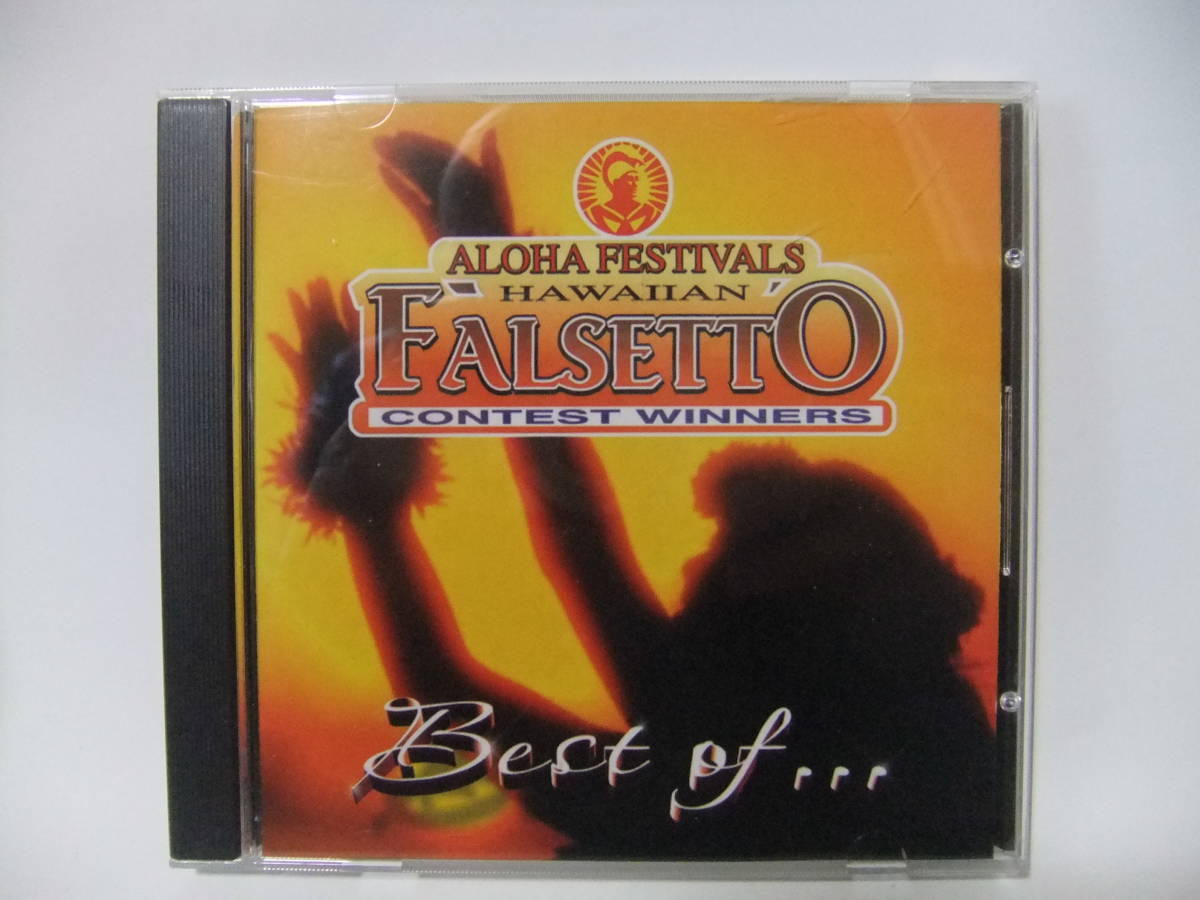 ALOHA FESTIVALS
HAWAIIAN
FALSETTO
CONTEST WINNERS
Best of...